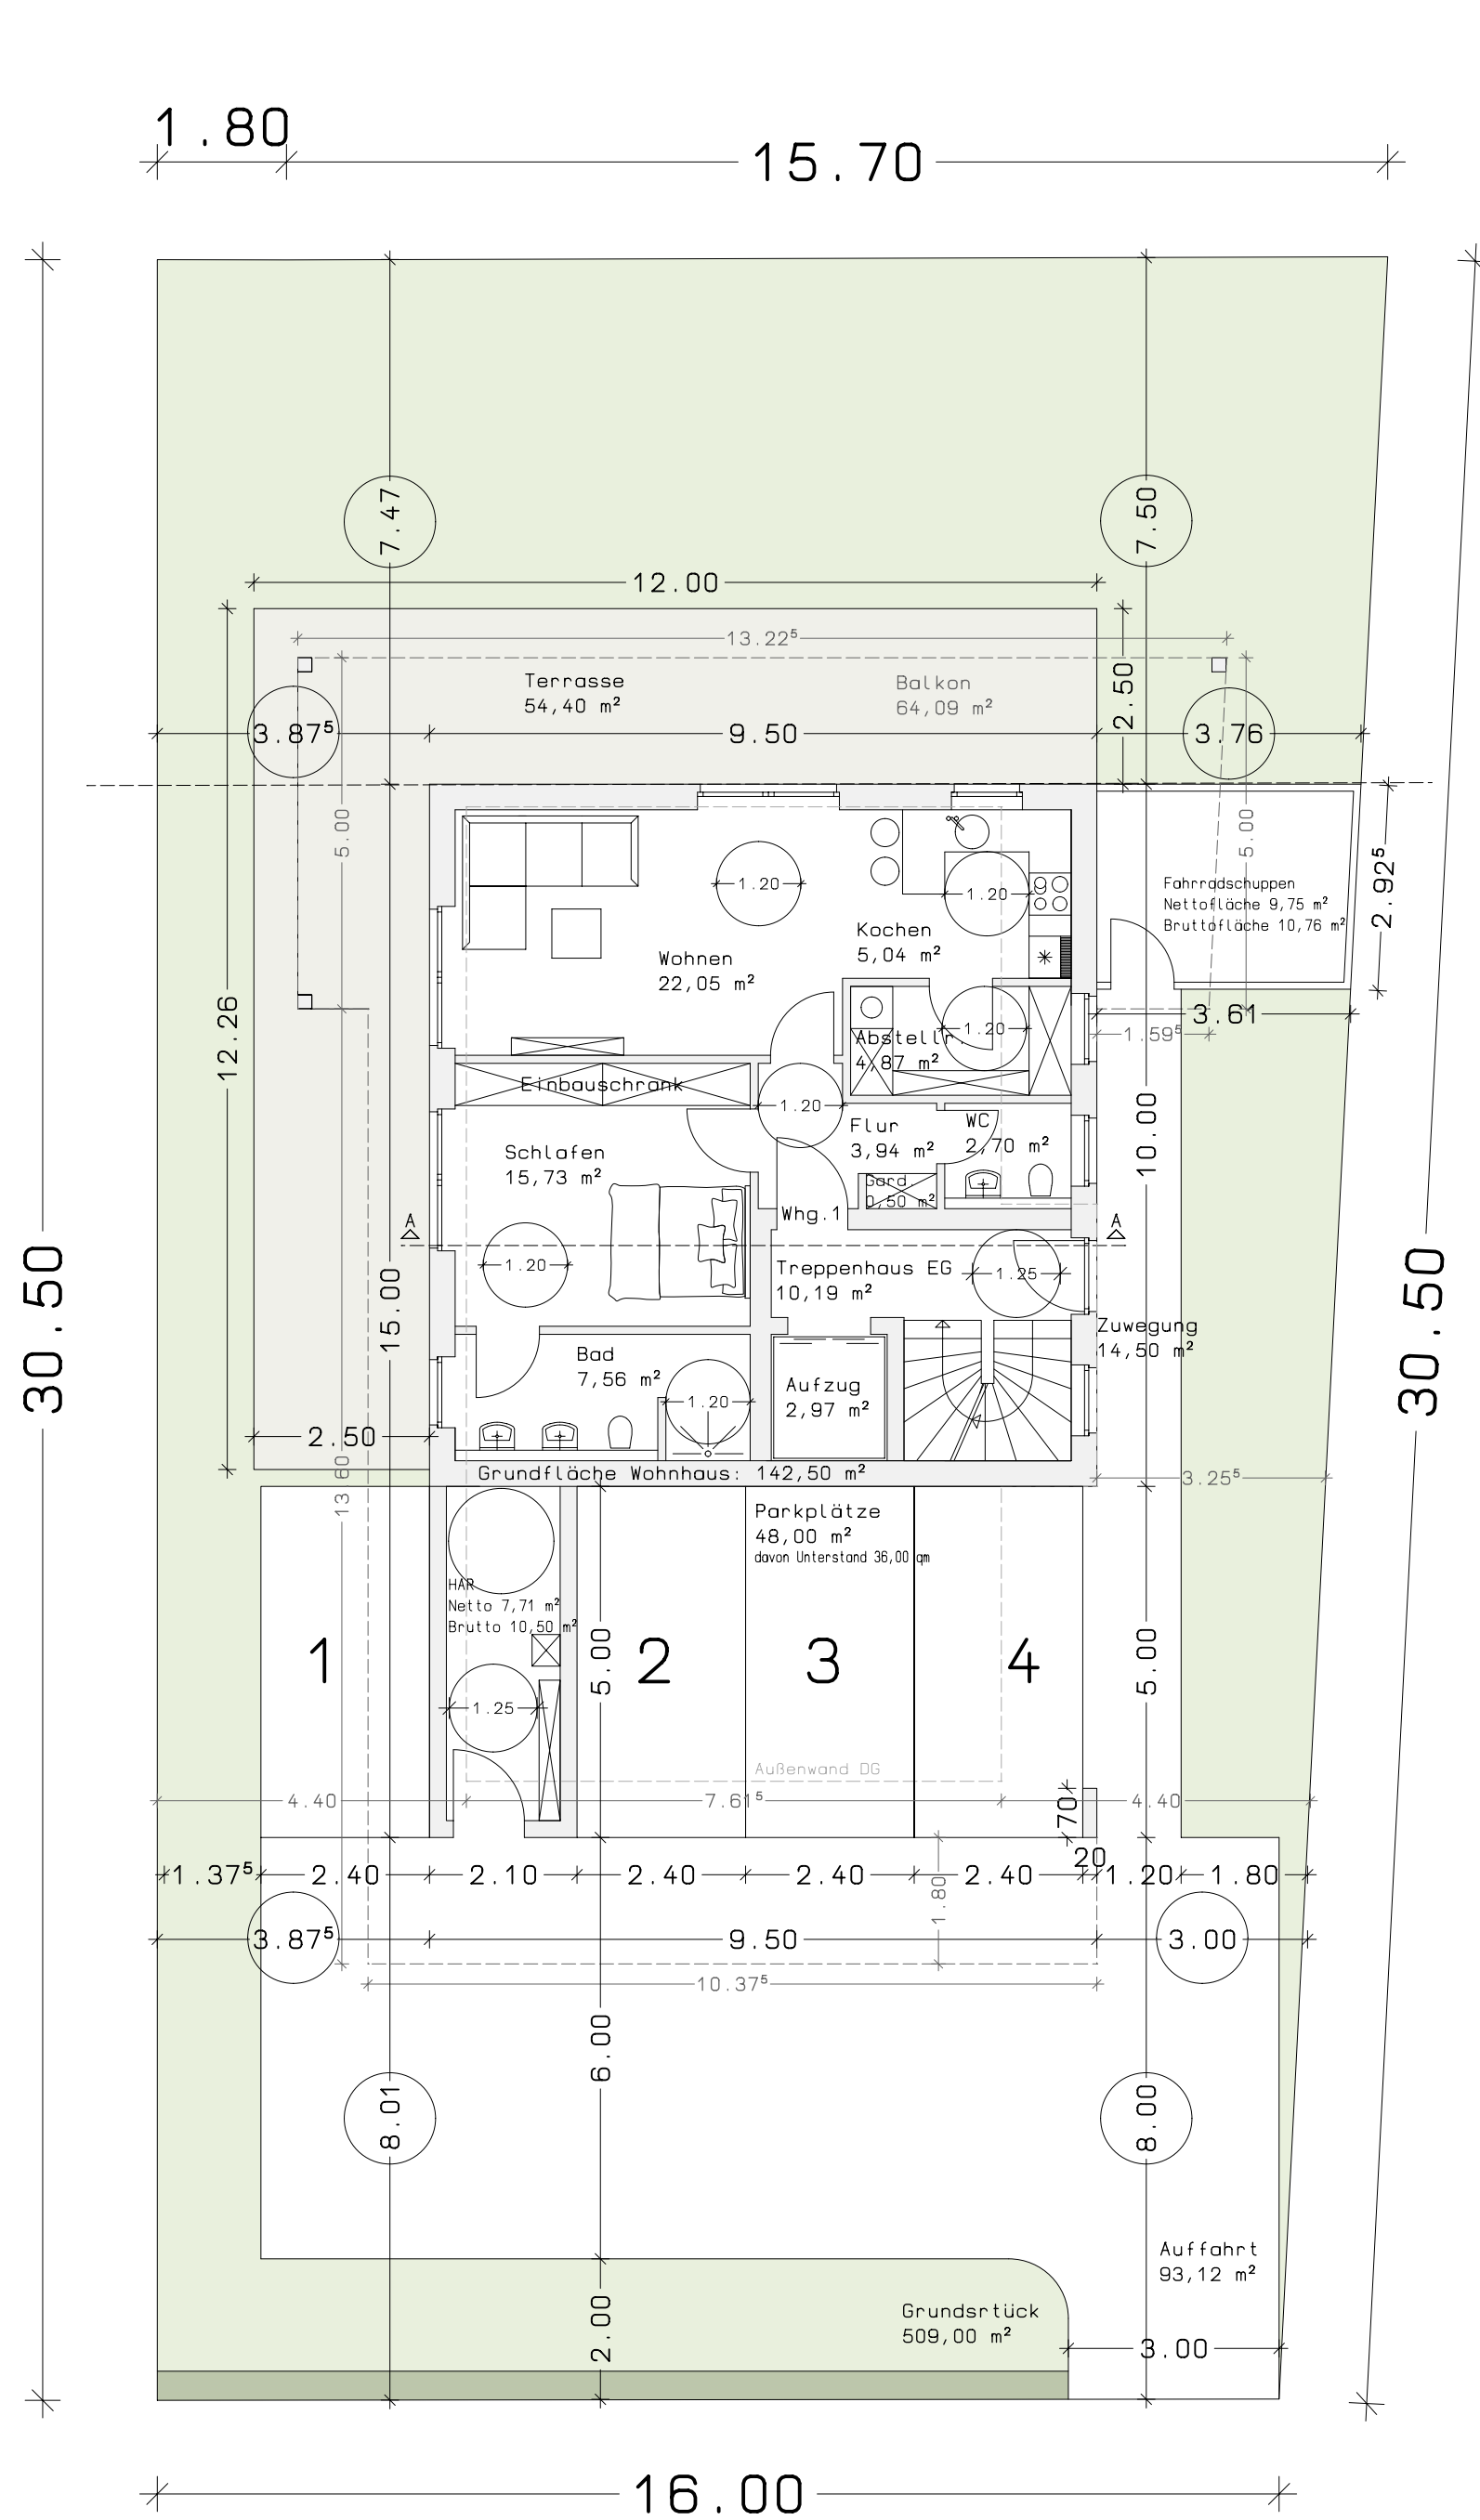 1.80
15.70
7.47
7.50
12.00
13.22⁵
2.50
Terrasse
54,40 m²
Balkon
64,09 m²
3.87⁵
9.50
3.76
5.00
5.00
1.20
1.20
Fahrradschuppen
Nettofläche 9,75 m²
Bruttofläche 10,76 m²
2.92⁵
Kochen
5,04 m²
Wohnen
22,05 m²
12.26
3.61
1.59⁵
1.20
Abstellr.
4,87 m²
Einbauschrank
1.20
10.00
Flur
3,94 m²
WC
2,70 m²
Schlafen
15,73 m²
Gard.
0,50 m²
Whg.1
A
A
1.20
Treppenhaus EG
10,19 m²
1.25
30.50
15.00
30.50
Zuwegung
14,50 m²
Bad
7,56 m²
1.20
Aufzug
2,97 m²
2.50
Grundfläche Wohnhaus: 142,50 m²
3.25⁵
13.60
Parkplätze
48,00 m²
davon Unterstand 36,00 qm
HAR
Netto 7,71 m²
Brutto 10,50 m²
1
5.00
2
3
4
5.00
1.25
Außenwand DG
4.40
7.61⁵
70
4.40
20
1.37⁵
2.40
2.10
2.40
2.40
2.40
1.20
1.80
1.80
3.87⁵
9.50
3.00
10.37⁵
6.00
8.01
8.00
Auffahrt
93,12 m²
Grundsrtück
509,00 m²
2.00
3.00
16.00